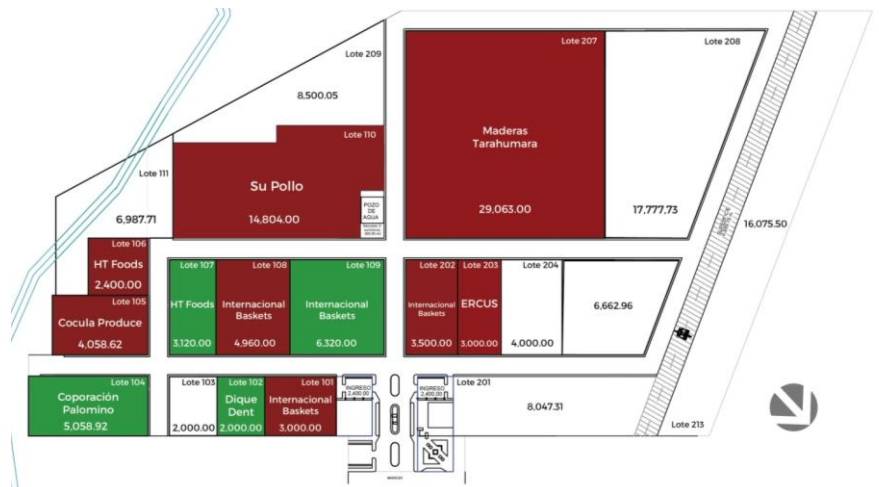 Lote 209
8,500.05
Lote 207
Lote 208
Lote 110
Maderas
Tarahumara
Su Pollo
14,804.00
29,063.00
17,777.73
POZO
DE
AGUA
Lote 111
6,987.71
16,075.50
Lote 106
HT Foods
2,400.00
Lote 105
Cocula Produce
4,058.62
Lote 107
HT Foods
3,120.00
Lote 108
Internacional
Baskets
4,960.00
Lote 109
Internacional
Baskets
6,320.00
Lote 202
Internacional
Baskets
3,500.00
Lote 203
ERCUS
3,000.00
Lote 204
4,000.00
6,662.96
Lote 104
Coporación
Palomino
5,058.92
Lote 103
2,000.00
Lote 102
Dique
Dent
2,000.00
Lote 101
Internacional
Baskets
3,000.00
INGRESO
2,400.00
INGRESO
2,400.00
Lote 201
8,047.31
Lote 213
INGRESO